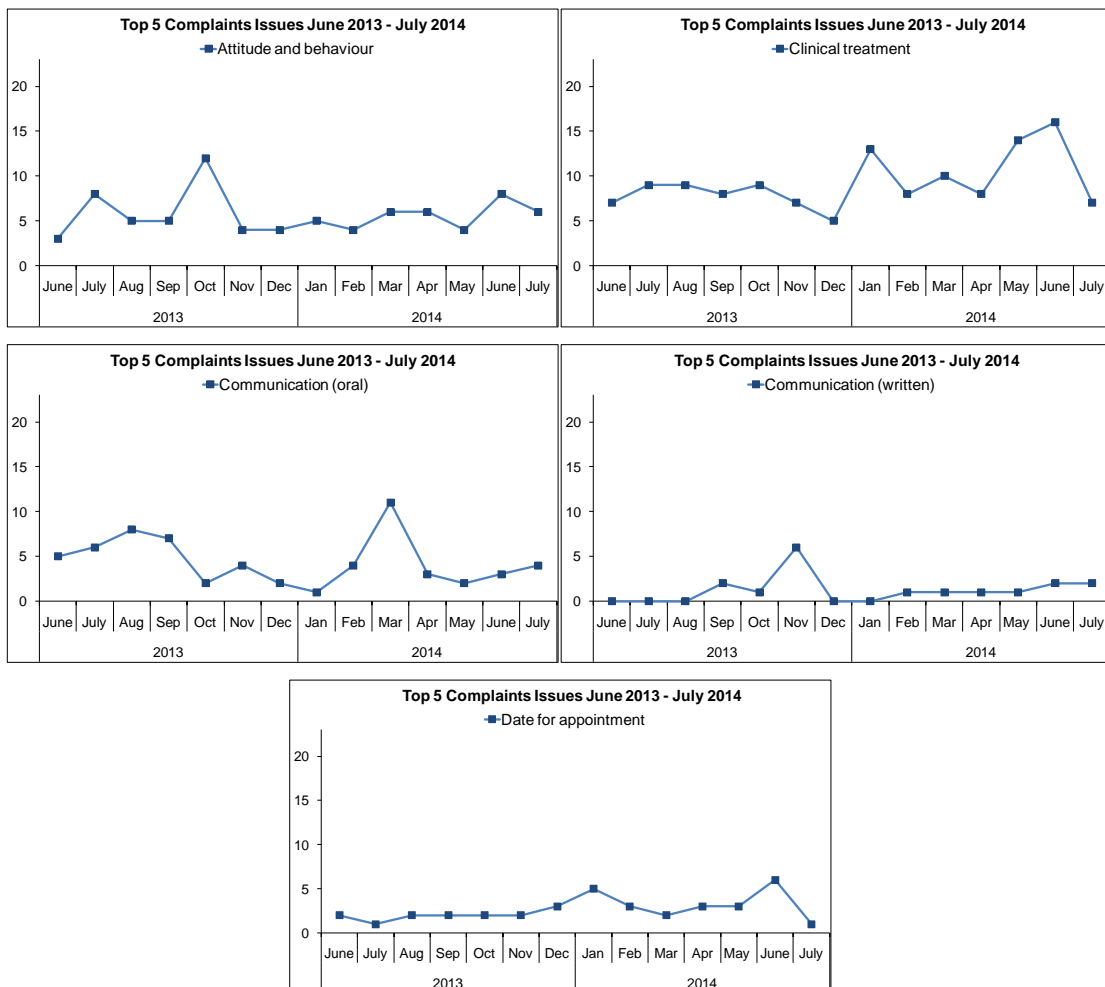 Top 5 Complaints Issues June 2013 - July 2014
Attitude and behaviour
20
15
10
5
0
June July Aug Sep Oct Nov Dec Jan Feb Mar Apr May June July
2013 2014
Top 5 Complaints Issues June 2013 - July 2014
Clinical treatment
20
15
10
5
0
June July Aug Sep Oct Nov Dec Jan Feb Mar Apr May June July
2013 2014
Top 5 Complaints Issues June 2013 - July 2014
Communication (oral)
20
15
10
5
0
June July Aug Sep Oct Nov Dec Jan Feb Mar Apr May June July
2013 2014
Top 5 Complaints Issues June 2013 - July 2014
Communication (written)
20
15
10
5
0
June July Aug Sep Oct Nov Dec Jan Feb Mar Apr May June July
2013 2014
Top 5 Complaints Issues June 2013 - July 2014
Date for appointment
20
15
10
5
0
June July Aug Sep Oct Nov Dec Jan Feb Mar Apr May June July
2013 2014